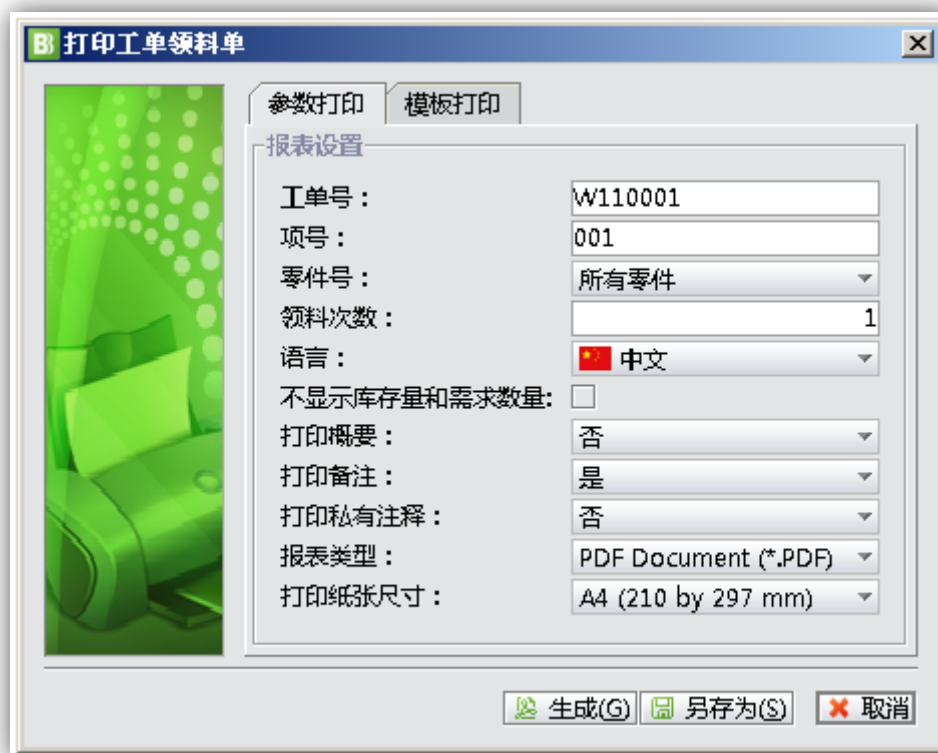 打印工单领料单
参数打印 模板打印
报表设置
工单号： W110001
项号： 001
零件号： 所有零件
领料次数： 1
语言： 中文
不显示库存量和需求数量:
打印概要： 否
打印备注： 是
打印私有注释： 否
报表类型： PDF Document (*.PDF)
打印纸张尺寸： A4 (210 by 297 mm)
生成(G) 另存为(S) 取消